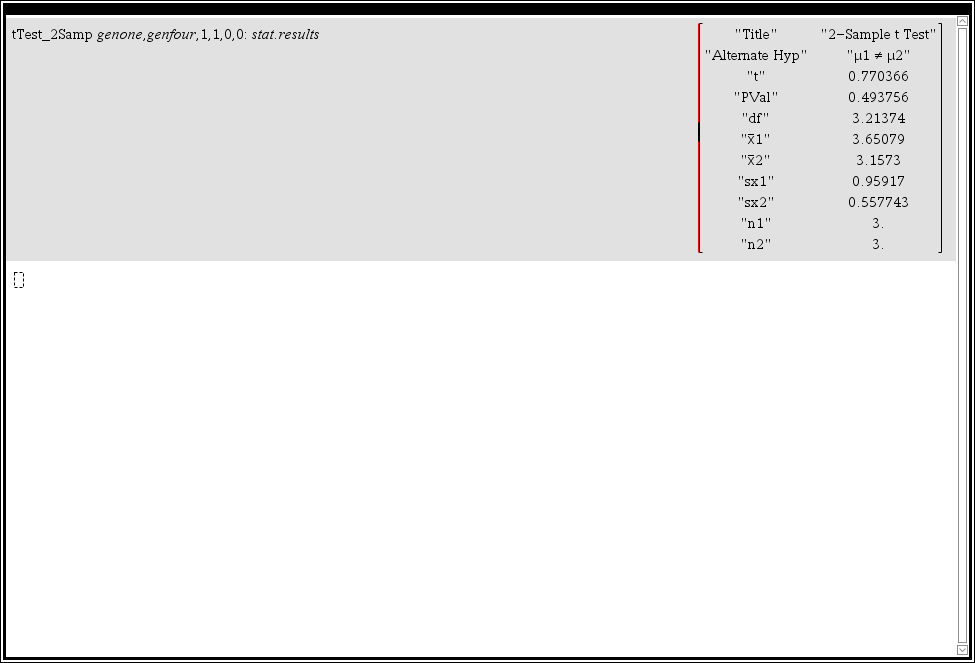 tTest_2Samp genone,genfour,1,1,0,0: stat.results
"Title" "2−Sample t Test"
"Alternate Hyp" "μ1 ≠ μ2"
"t" 0.770366
"PVal" 0.493756
"df" 3.21374
"x̄1" 3.65079
"x̄2" 3.1573
"sx1" 0.95917
"sx2" 0.557743
"n1" 3.
"n2" 3.